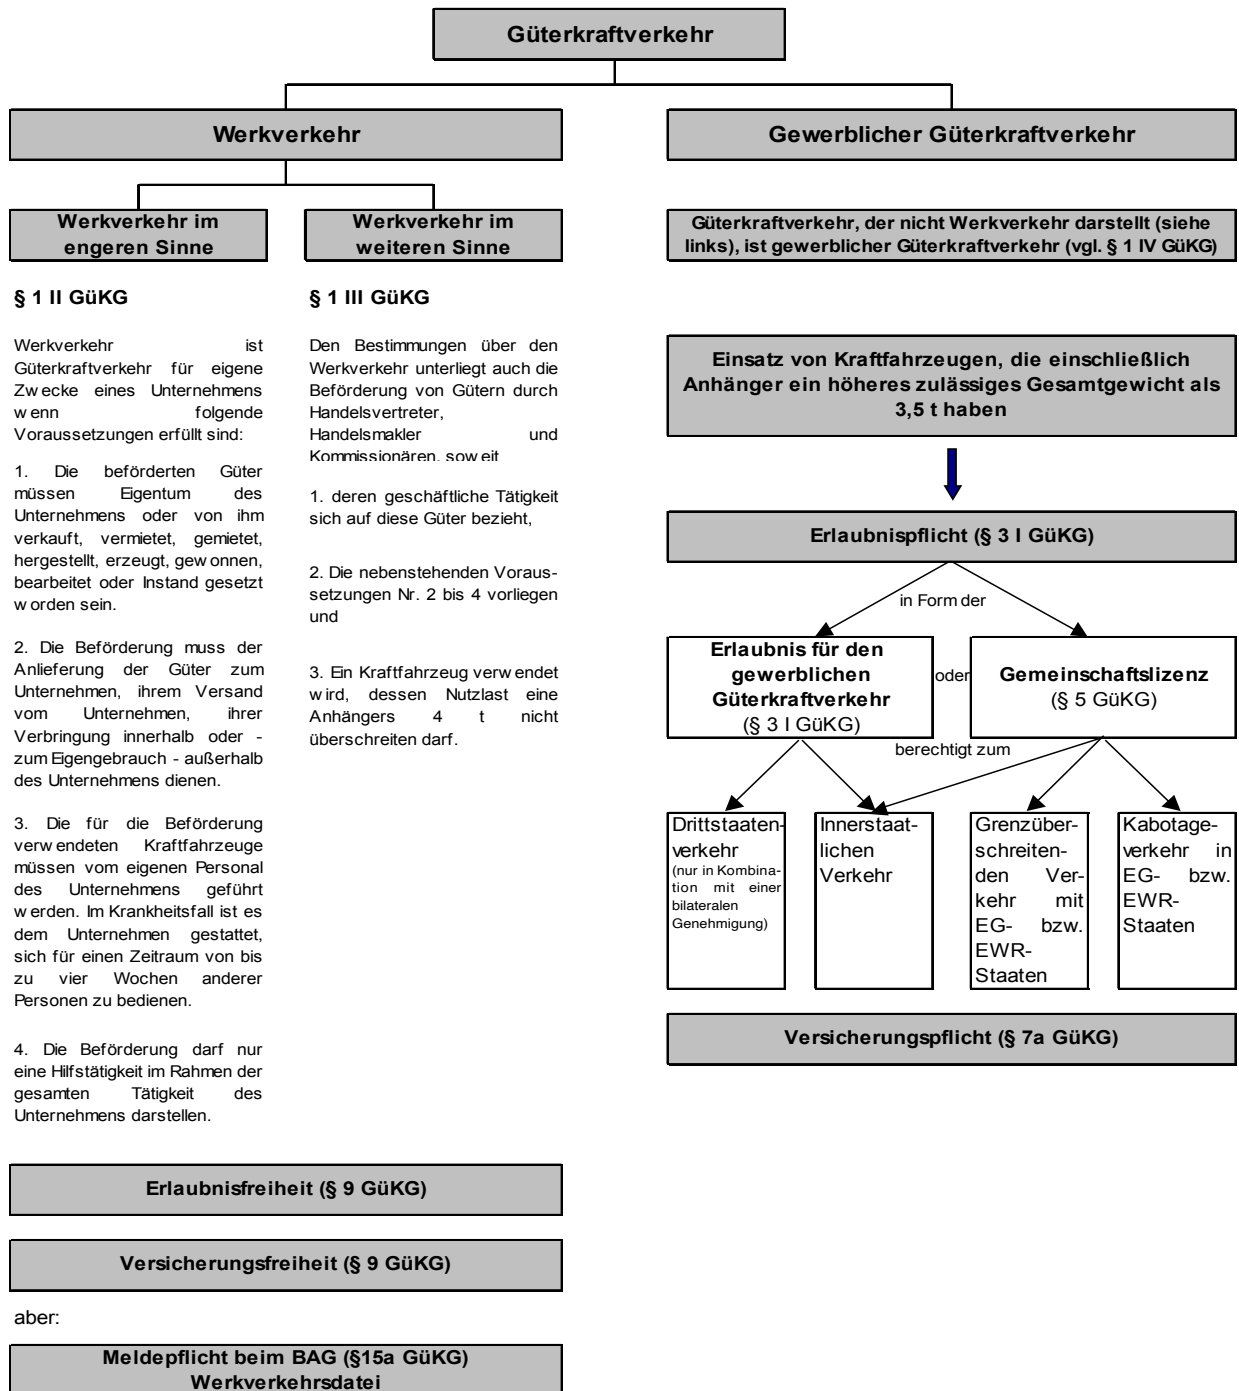 Güterkraftverkehr
Werkverkehr
Gewerblicher Güterkraftverkehr
Werkverkehr im
engeren Sinne
Werkverkehr im
weiteren Sinne
Güterkraftverkehr, der nicht Werkverkehr darstellt (siehe
links), ist gewerblicher Güterkraftverkehr (vgl. § 1 IV GüKG)
§ 1 II GüKG
Werkverkehr ist
Güterkraftverkehr für eigene
Zwecke eines Unternehmens
wenn folgende
Voraussetzungen erfüllt sind:
1. Die beförderten Güter
müssen Eigentum des
Unternehmens oder von ihm
verkauft, vermietet, gemietet,
hergestellt, erzeugt, gewonnen,
bearbeitet oder Instand gesetzt
worden sein.
2. Die Beförderung muss der
Anlieferung der Güter zum
Unternehmen, ihrem Versand
vom Unternehmen, ihrer
Verbringung innerhalb oder -
zum Eigengebrauch - außerhalb
des Unternehmens dienen.
3. Die für die Beförderung
verwendeten Kraftfahrzeuge
müssen vom eigenen Personal
des Unternehmens geführt
werden. Im Krankheitsfall ist es
dem Unternehmen gestattet,
sich für einen Zeitraum von bis
zu vier Wochen anderer
Personen zu bedienen.
4. Die Beförderung darf nur
eine Hilfstätigkeit im Rahmen der
gesamten Tätigkeit des
Unternehmens darstellen.
§ 1 III GüKG
Den Bestimmungen über den
Werkverkehr unterliegt auch die
Beförderung von Gütern durch
Handelsvertreter,
Handelsmakler und
Kommissionären, soweit
1. deren geschäftliche Tätigkeit
sich auf diese Güter bezieht,
2. Die nebenstehenden Voraus-
setzungen Nr. 2 bis 4 vorliegen
und
3. Ein Kraftfahrzeug verwendet
wird, dessen Nutzlast eine
Anhängers 4 t nicht
überschreiten darf.
Einsatz von Kraftfahrzeugen, die einschließlich
Anhänger ein höheres zulässiges Gesamtgewicht als
3,5 t haben
Erlaubnispflicht (§ 3 I GüKG)
in Form der
Erlaubnis für den
gewerblichen
Güterkraftverkehr
(§ 3 I GüKG)
oder
Gemeinschaftslizenz
(§ 5 GüKG)
berechtigt zum
Drittstaaten-
verkehr
(nur in Kombina-
tion mit einer
bilateralen
Genehmigung)
Innerstaat-
lichen
Verkehr
Grenzüber-
schreiten-
den Ver-
kehr mit
EG- bzw.
EWR-
Staaten
Kabotage-
verkehr in
EG- bzw.
EWR-
Staaten
Versicherungspflicht (§ 7a GüKG)
Erlaubnisfreiheit (§ 9 GüKG)
Versicherungsfreiheit (§ 9 GüKG)
aber:
Meldepflicht beim BAG (§15a GüKG)
Werkverkehrsdatei